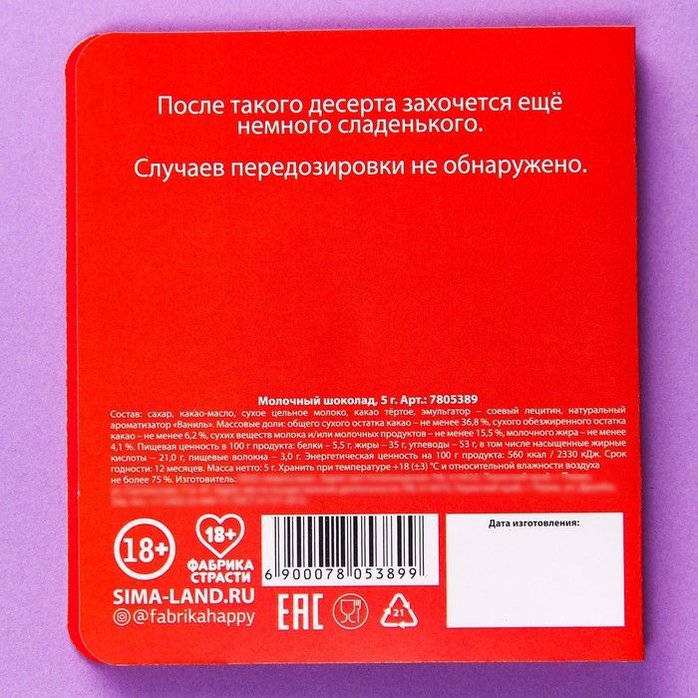 После такого десерта захочется ещё
немного сладенького.
Случаев передозировки не обнаружено.
Молочный шоколад, 5 г. Арт.: 7805389
Состав: сахар, какао-масло, сухое цельное молоко, какао тёртое, эмульгатор – соевый лецитин, натуральный
ароматизатор «Ваниль». Массовые доли: общего сухого остатка какао – не менее 36,8 %, сухого обезжиренного остатка
какао – не менее 6,2 %, сухих веществ молока и/или молочных продуктов – не менее 15,5 %, молочного жира – не менее
4,1 %. Пищевая ценность в 100 г продукта: белки – 5,5 г, жиры – 35 г, углеводы – 53 г, в том числе насыщенные жирные
кислоты – 21,0 г, пищевые волокна – 3,0 г. Энергетическая ценность на 100 г продукта: 560 ккал / 2330 кДж. Срок
годности: 12 месяцев. Масса нетто: 5 г. Хранить при температуре +18 (±3) °С и относительной влажности воздуха
не более 75 %. Изготовитель:
18+
18+
ФАБРИКА
СТРАСТИ
SIMA-LAND.RU
@fabrikahappy
6 900078 053899
EAC
21
Дата изготовления: